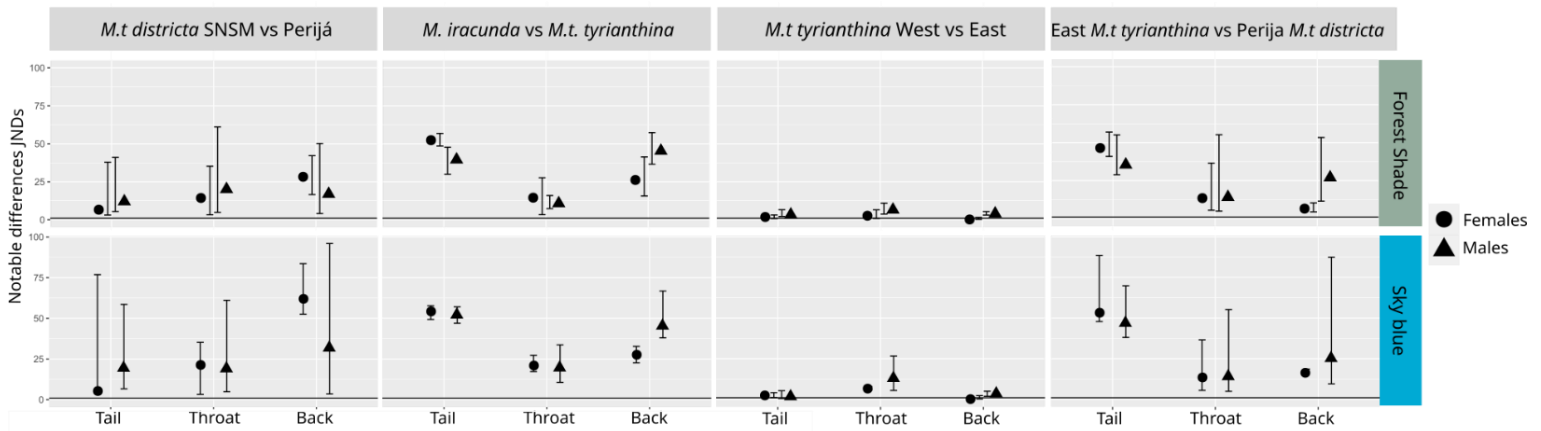 M.t districta SNSM vs Perijá
M. iracunda vs M.t. tyrianthina
M.t tyrianthina West vs East
East M.t tyrianthina vs Perija M.t districta
Notable differences JNDs
100
75
50
25
0
Forest Shade
100
75
50
25
0
Sky blue
Females
Males
Tail Throat Back
Tail Throat Back
Tail Throat Back
Tail Throat Back